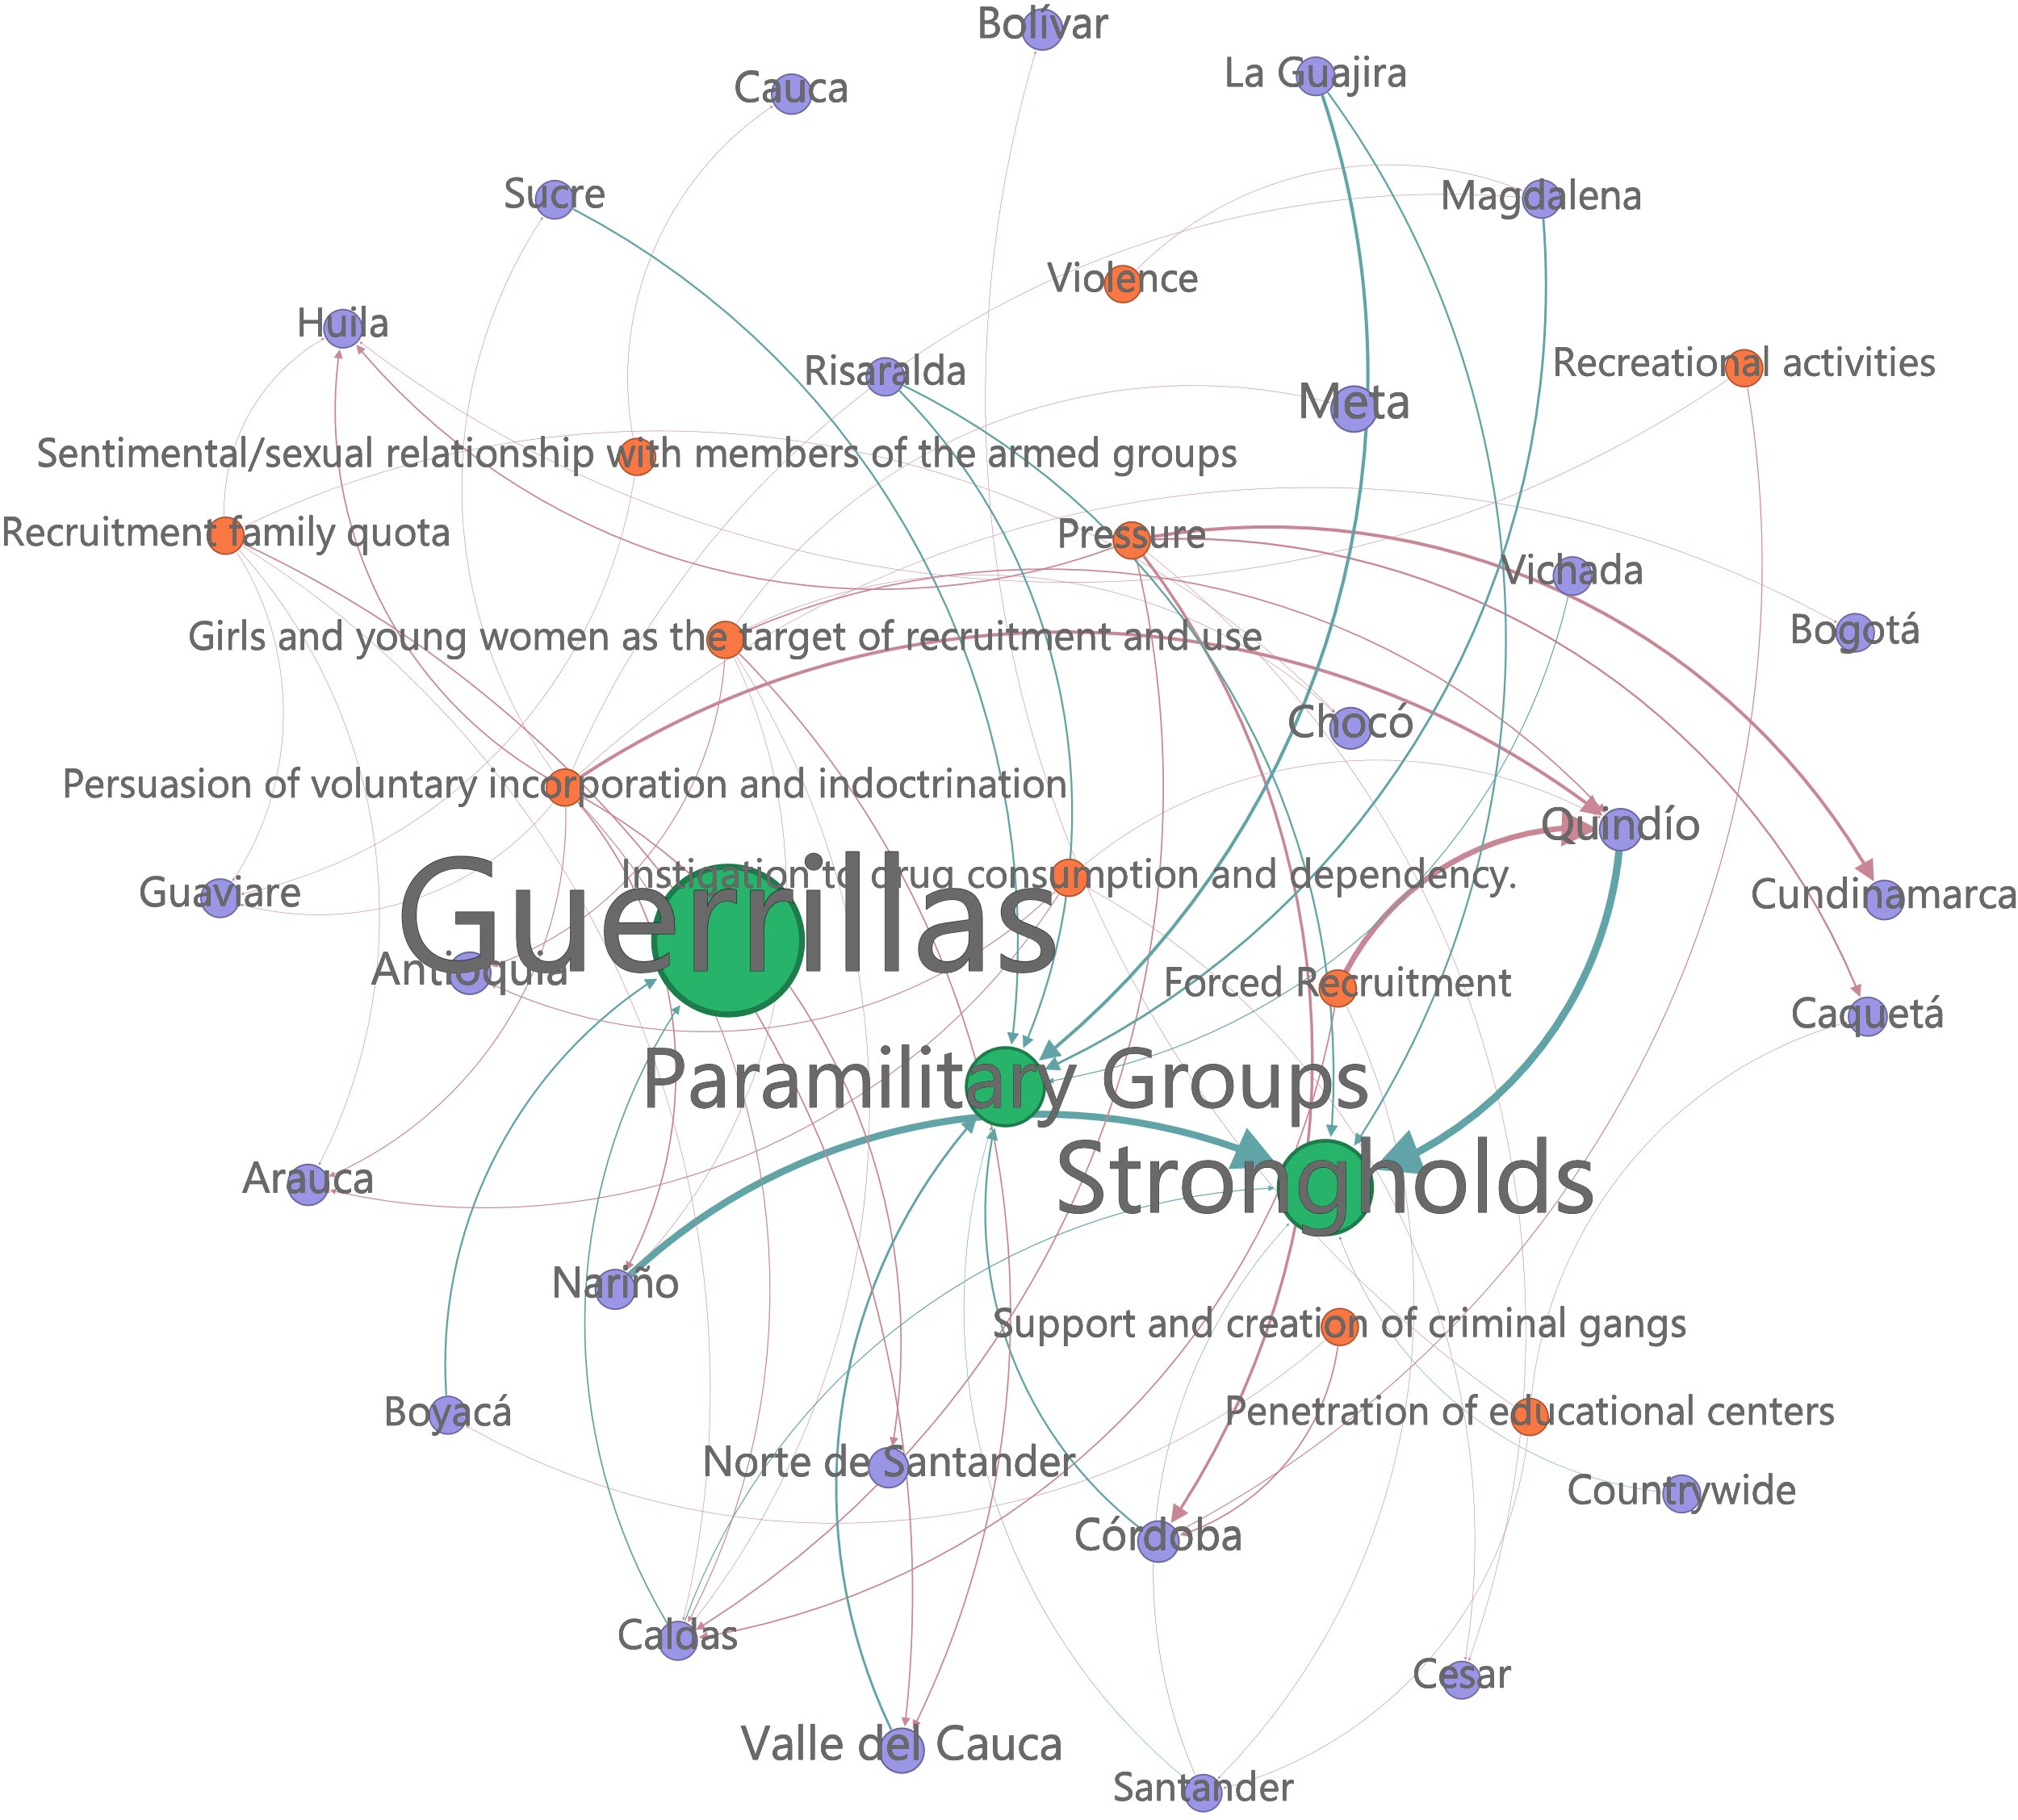 Bolívar
La Guajira
Cauca
Sucre
Magdalena
Violence
Huila
Risaralda
Recreational activities
Meta
Sentimental/sexual relationship with members of the armed groups
Recruitment family quota
Pressure
Vichada
Girls and young women as the target of recruitment and use
Bogotá
Chocó
Persuasion of voluntary incorporation and indoctrination
Quindío
Instigation to drug consumption and dependency.
Guaviare
Cundinamarca
Guerrillas
Antioquia
Forced Recruitment
Caquetá
Paramilitary Groups
Arauca
Strongholds
Nariño
Support and creation of criminal gangs
Boyacá
Penetration of educational centers
Norte de Santander
Countrywide
Córdoba
Caldas
Cesar
Valle del Cauca
Santander